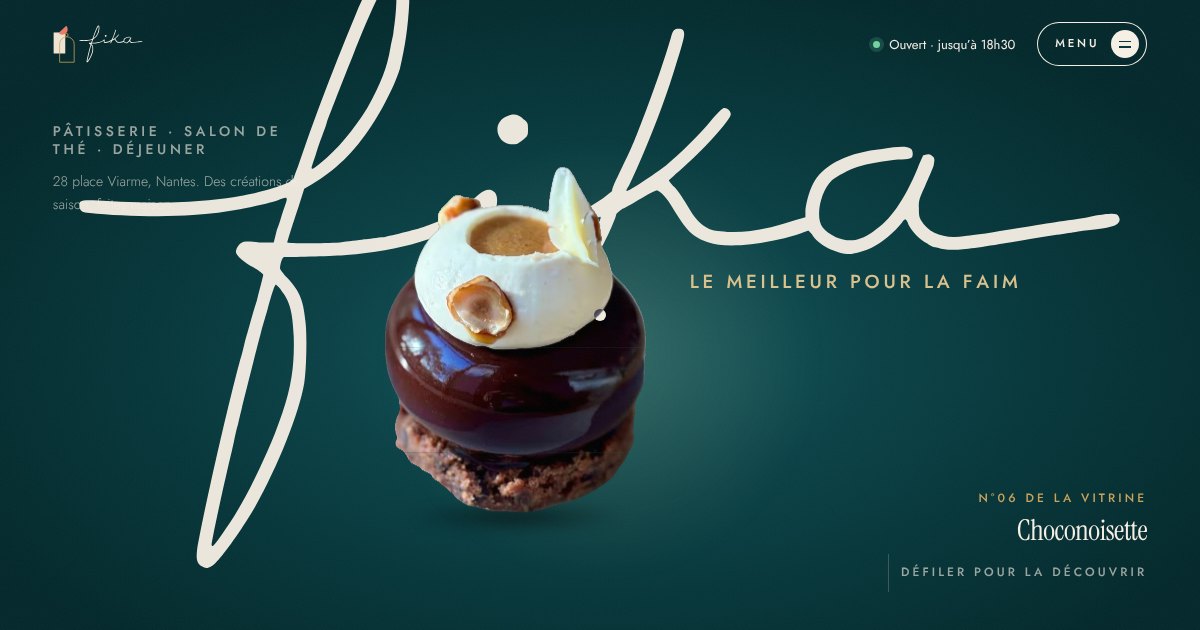 fika
Ouvert · jusqu'à 18h30
MENU
PÂTISSERIE · SALON DE
THÉ · DÉJEUNER
28 place Viarme, Nantes. Des créations
fika
LE MEILLEUR POUR LA FAIM
N°06 DE LA VITRINE
Choconoisette
DÉFILER POUR LA DÉCOUVRIR